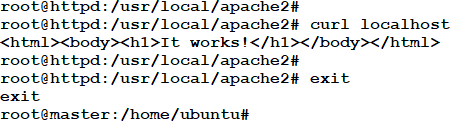 root@httpd:/usr/local/apache2#
root@httpd:/usr/local/apache2# curl localhost
<html><body><h1>It works!</h1></body></html>
root@httpd:/usr/local/apache2#
root@httpd:/usr/local/apache2# exit
exit
root@master:/home/ubuntu#